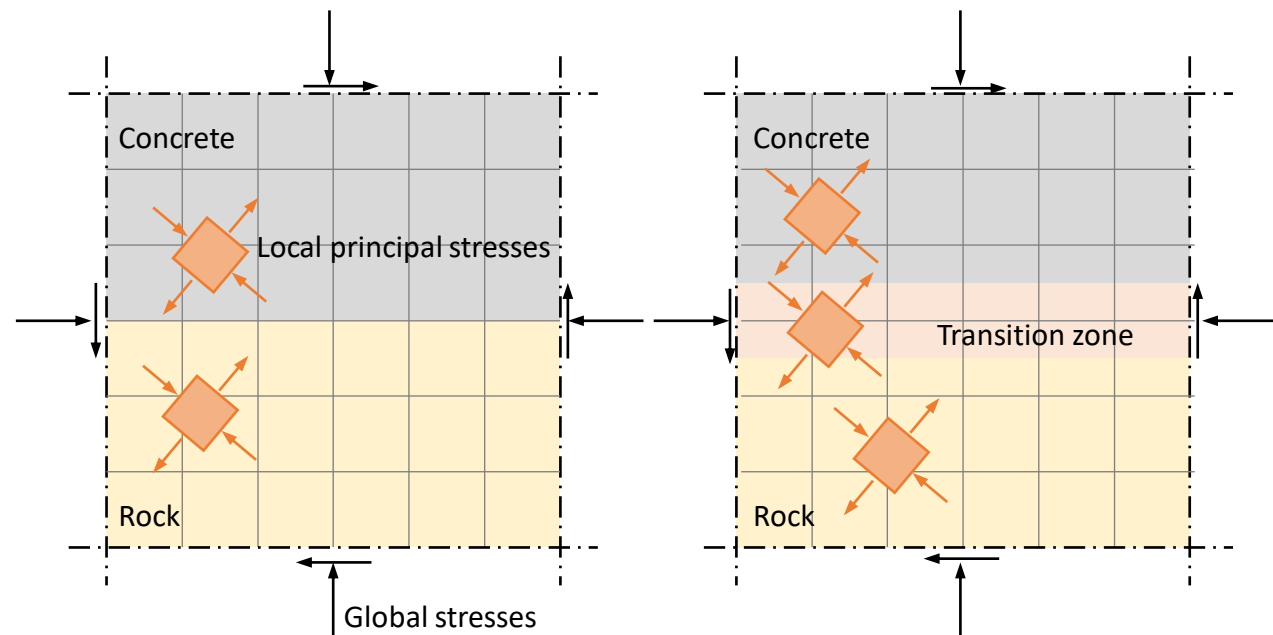 Concrete
Local principal stresses
Rock
Global stresses
Concrete
Transition zone
Rock